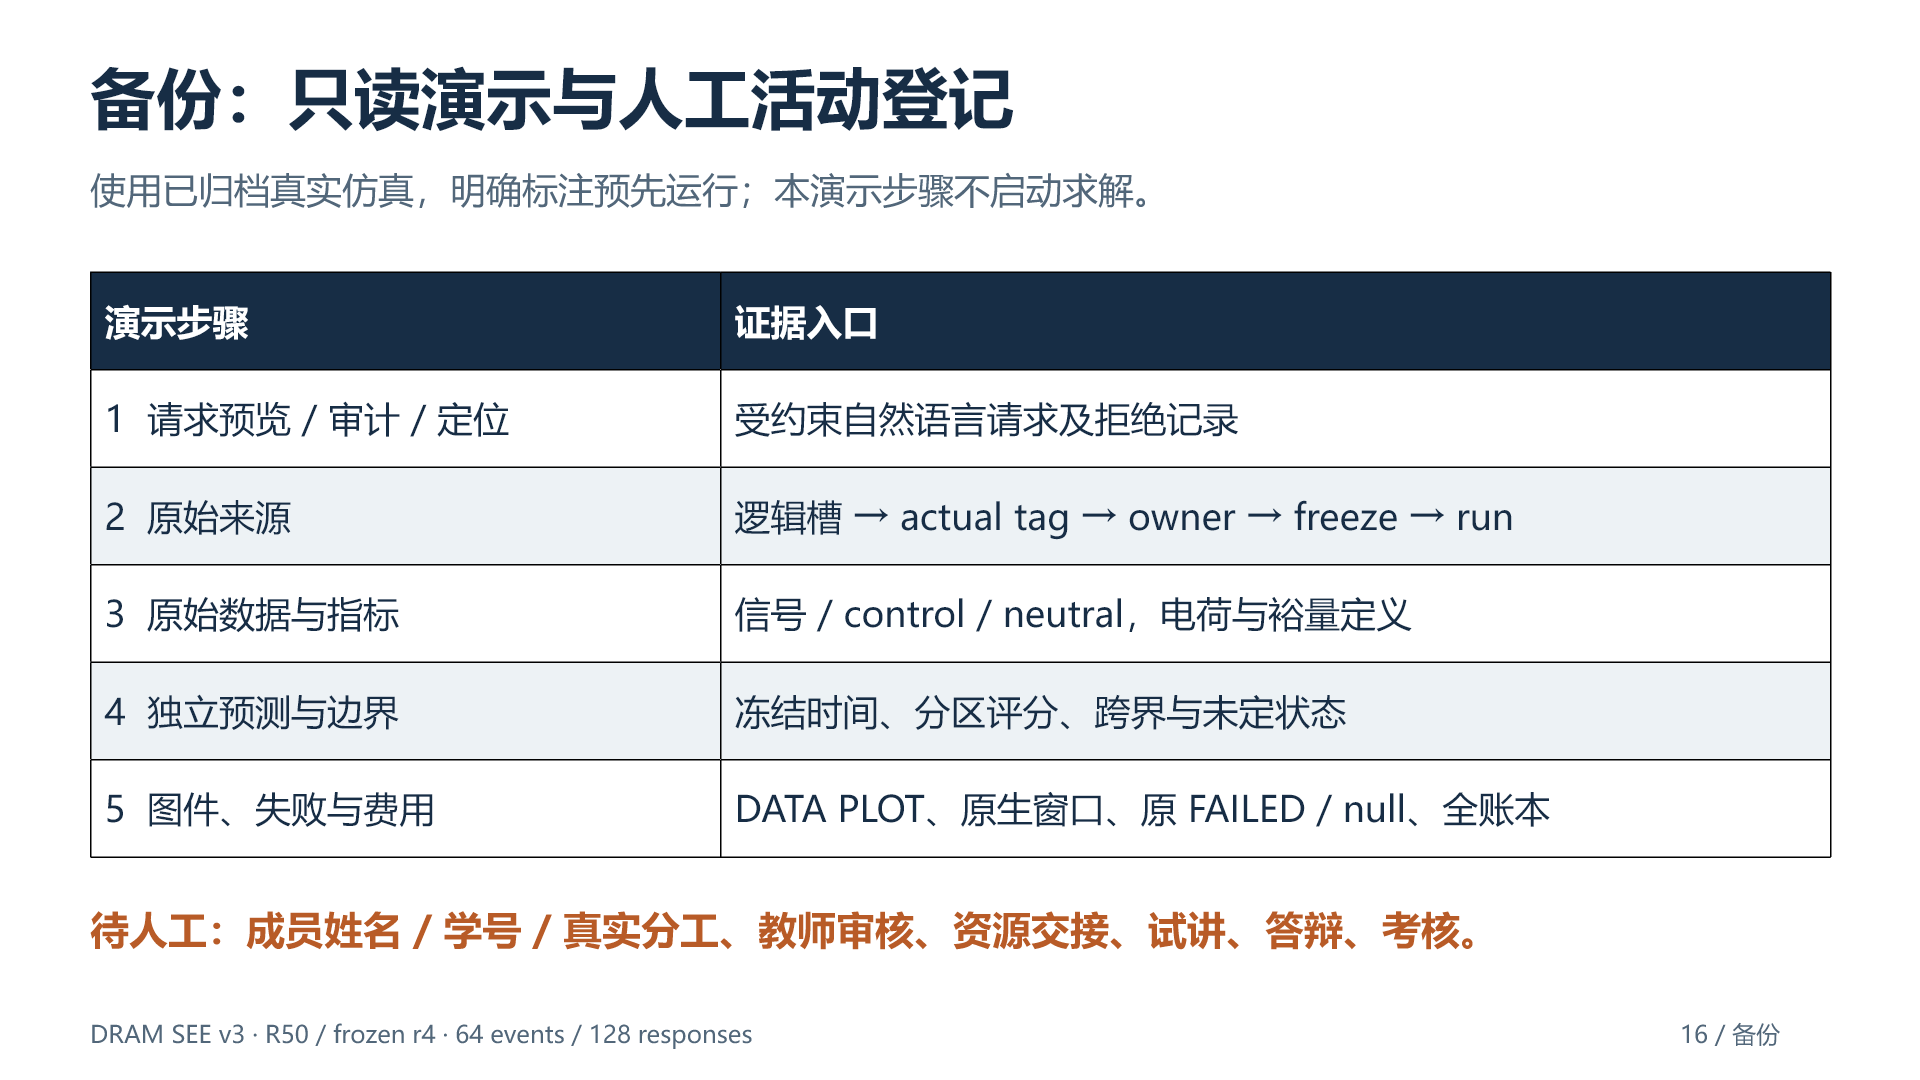 备份：只读演示与人工活动登记
使用已归档真实仿真，明确标注预先运行；本演示步骤不启动求解。
演示步骤 证据入口
1 请求预览 / 审计 / 定位 受约束自然语言请求及拒绝记录
2 原始来源 逻辑槽 → actual tag → owner → freeze → run
3 原始数据与指标 信号 / control / neutral，电荷与裕量定义
4 独立预测与边界 冻结时间、分区评分、跨界与未定状态
5 图件、失败与费用 DATA PLOT、原生窗口、原 FAILED / null、全账本
待人工：成员姓名 / 学号 / 真实分工、教师审核、资源交接、试讲、答辩、考核。
DRAM SEE v3 · R50 / frozen r4 · 64 events / 128 responses
16 / 备份